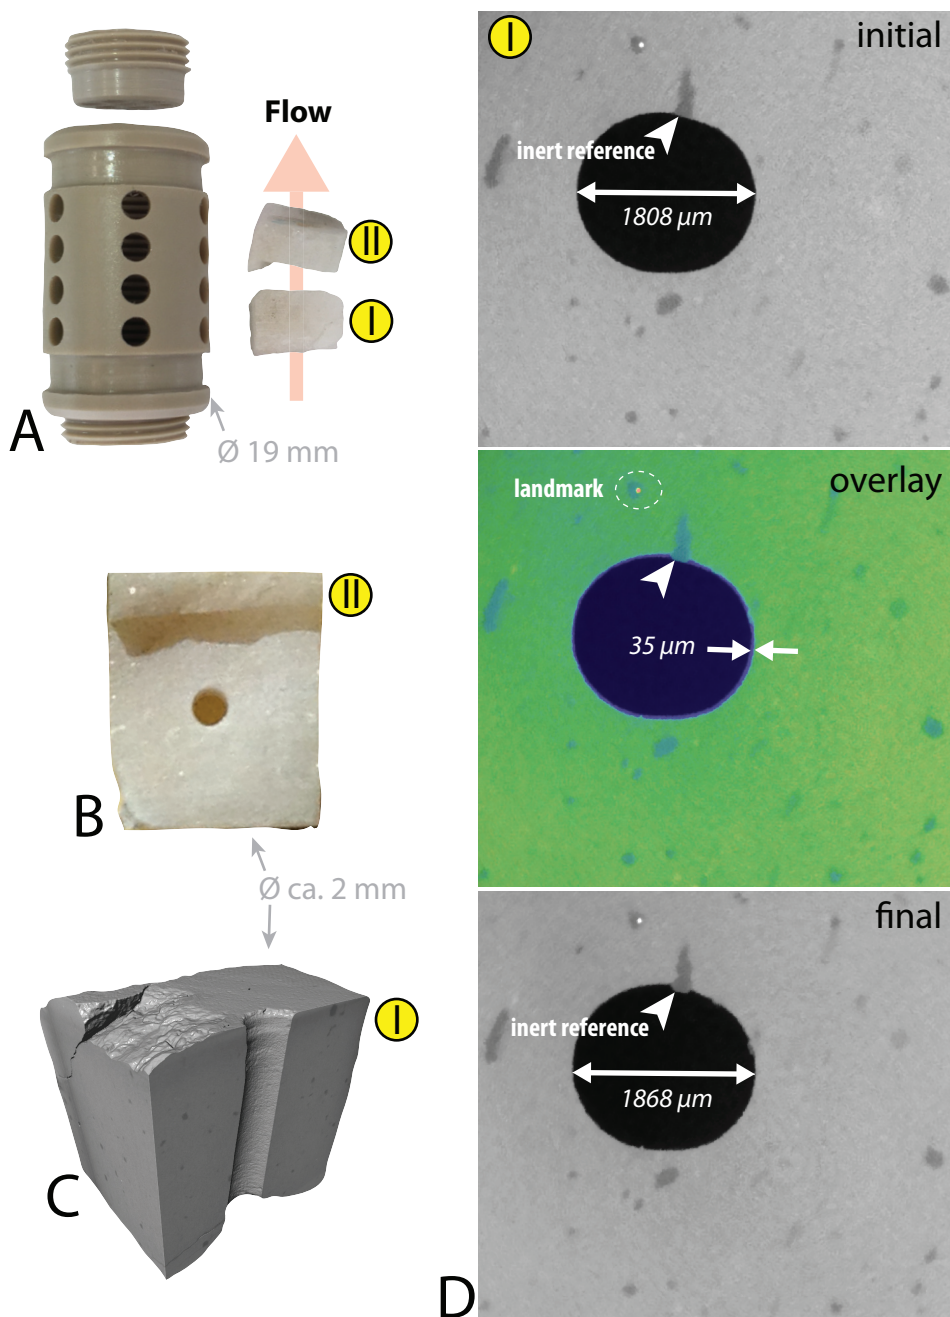 Flow
II
I
A
Ø 19 mm
II
B
Ø ca. 2 mm
I
C
I
initial
inert reference
1808 µm
landmark
overlay
35 µm
final
inert reference
1868 µm
D